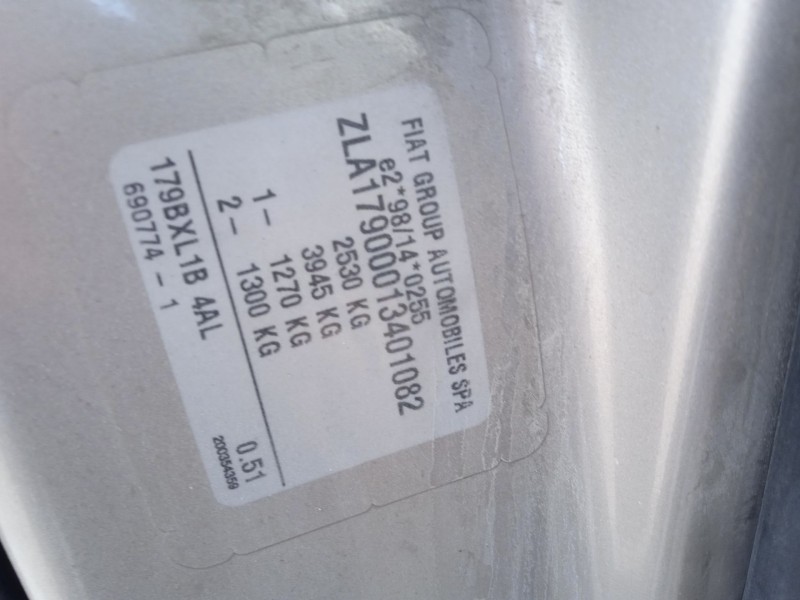 FIAT GROUP AUTOMOBILES SPA
e2*98/14*0255
ZLA17900013401082
2530 KG
3945 KG
1- 1270 KG
2- 1300 KG
0.51
179BXL1B 4AL
200354359
690774 - 1